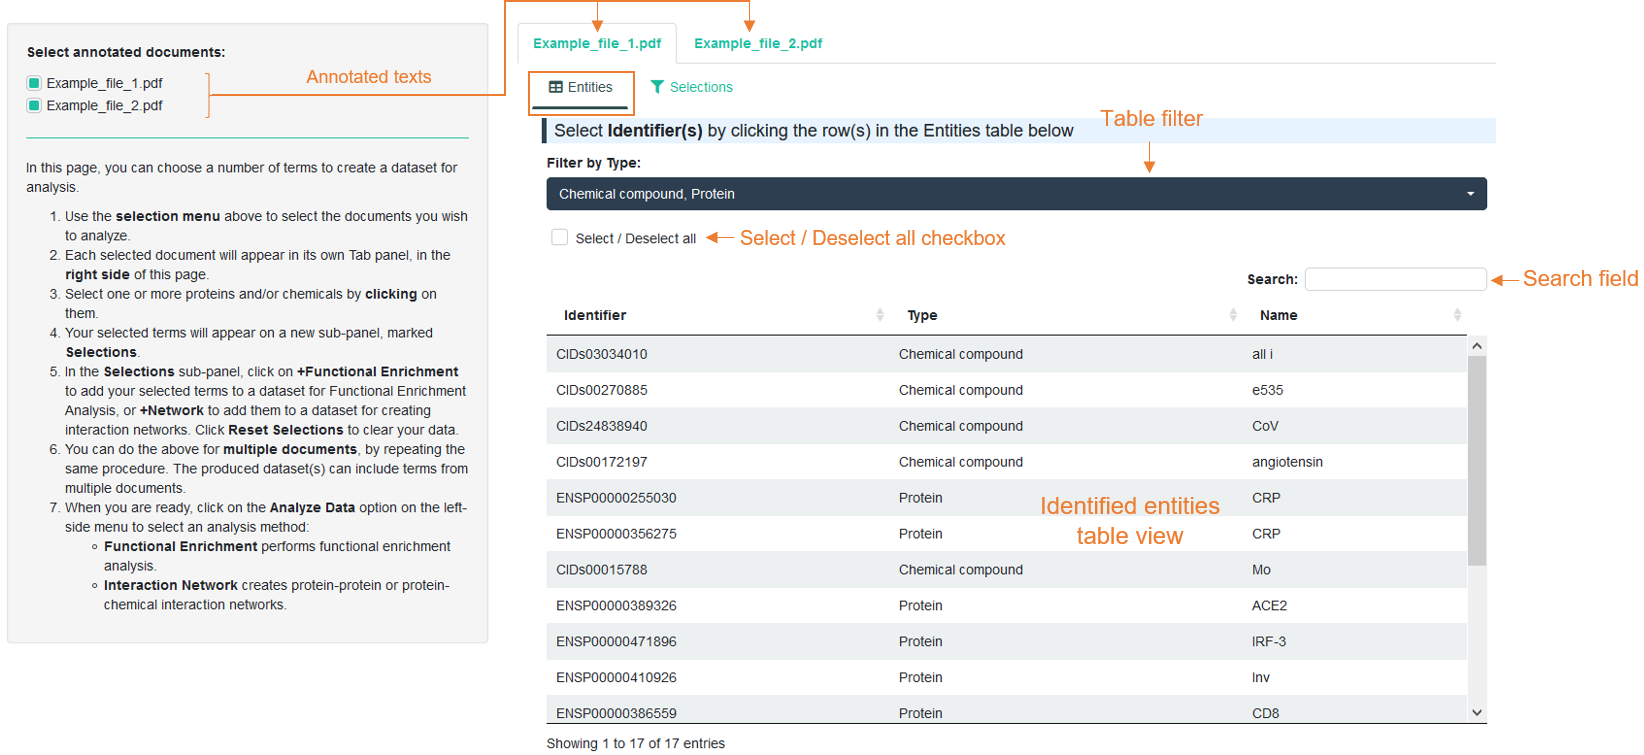 Select annotated documents:
Example_file_1.pdf
Example_file_2.pdf
Annotated texts
In this page, you can choose a number of terms to create a dataset for
analysis.
1. Use the selection menu above to select the documents you wish
to analyze.
2. Each selected document will appear in its own Tab panel, in the
right side of this page.
3. Select one or more proteins and/or chemicals by clicking on
them.
4. Your selected terms will appear on a new sub-panel, marked
Selections.
5. In the Selections sub-panel, click on +Functional Enrichment
to add your selected terms to a dataset for Functional Enrichment
Analysis, or +Network to add them to a dataset for creating
interaction networks. Click Reset Selections to clear your data.
6. You can do the above for multiple documents, by repeating the
same procedure. The produced dataset(s) can include terms from
multiple documents.
7. When you are ready, click on the Analyze Data option on the left-
side menu to select an analysis method:
Functional Enrichment performs functional enrichment
analysis.
Interaction Network creates protein-protein or protein-
chemical interaction networks.
Example_file_1.pdf Example_file_2.pdf
Entities Selections
Select Identifier(s) by clicking the row(s) in the Entities table below
Table filter
Filter by Type:
Chemical compound, Protein
Select / Deselect all Select / Deselect all checkbox
Search: Search field
Identifier Type Name
CIDs03034010 Chemical compound all i
CIDs00270885 Chemical compound e535
CIDs24838940 Chemical compound CoV
CIDs00172197 Chemical compound angiotensin
ENSP00000255030 Protein CRP
ENSP00000356275 Protein CRP
Identified entities
table view
CIDs00015788 Chemical compound Mo
ENSP00000389326 Protein ACE2
ENSP00000471896 Protein IRF-3
ENSP00000410926 Protein Inv
ENSP00000386559 Protein CD8
Showing 1 to 17 of 17 entries